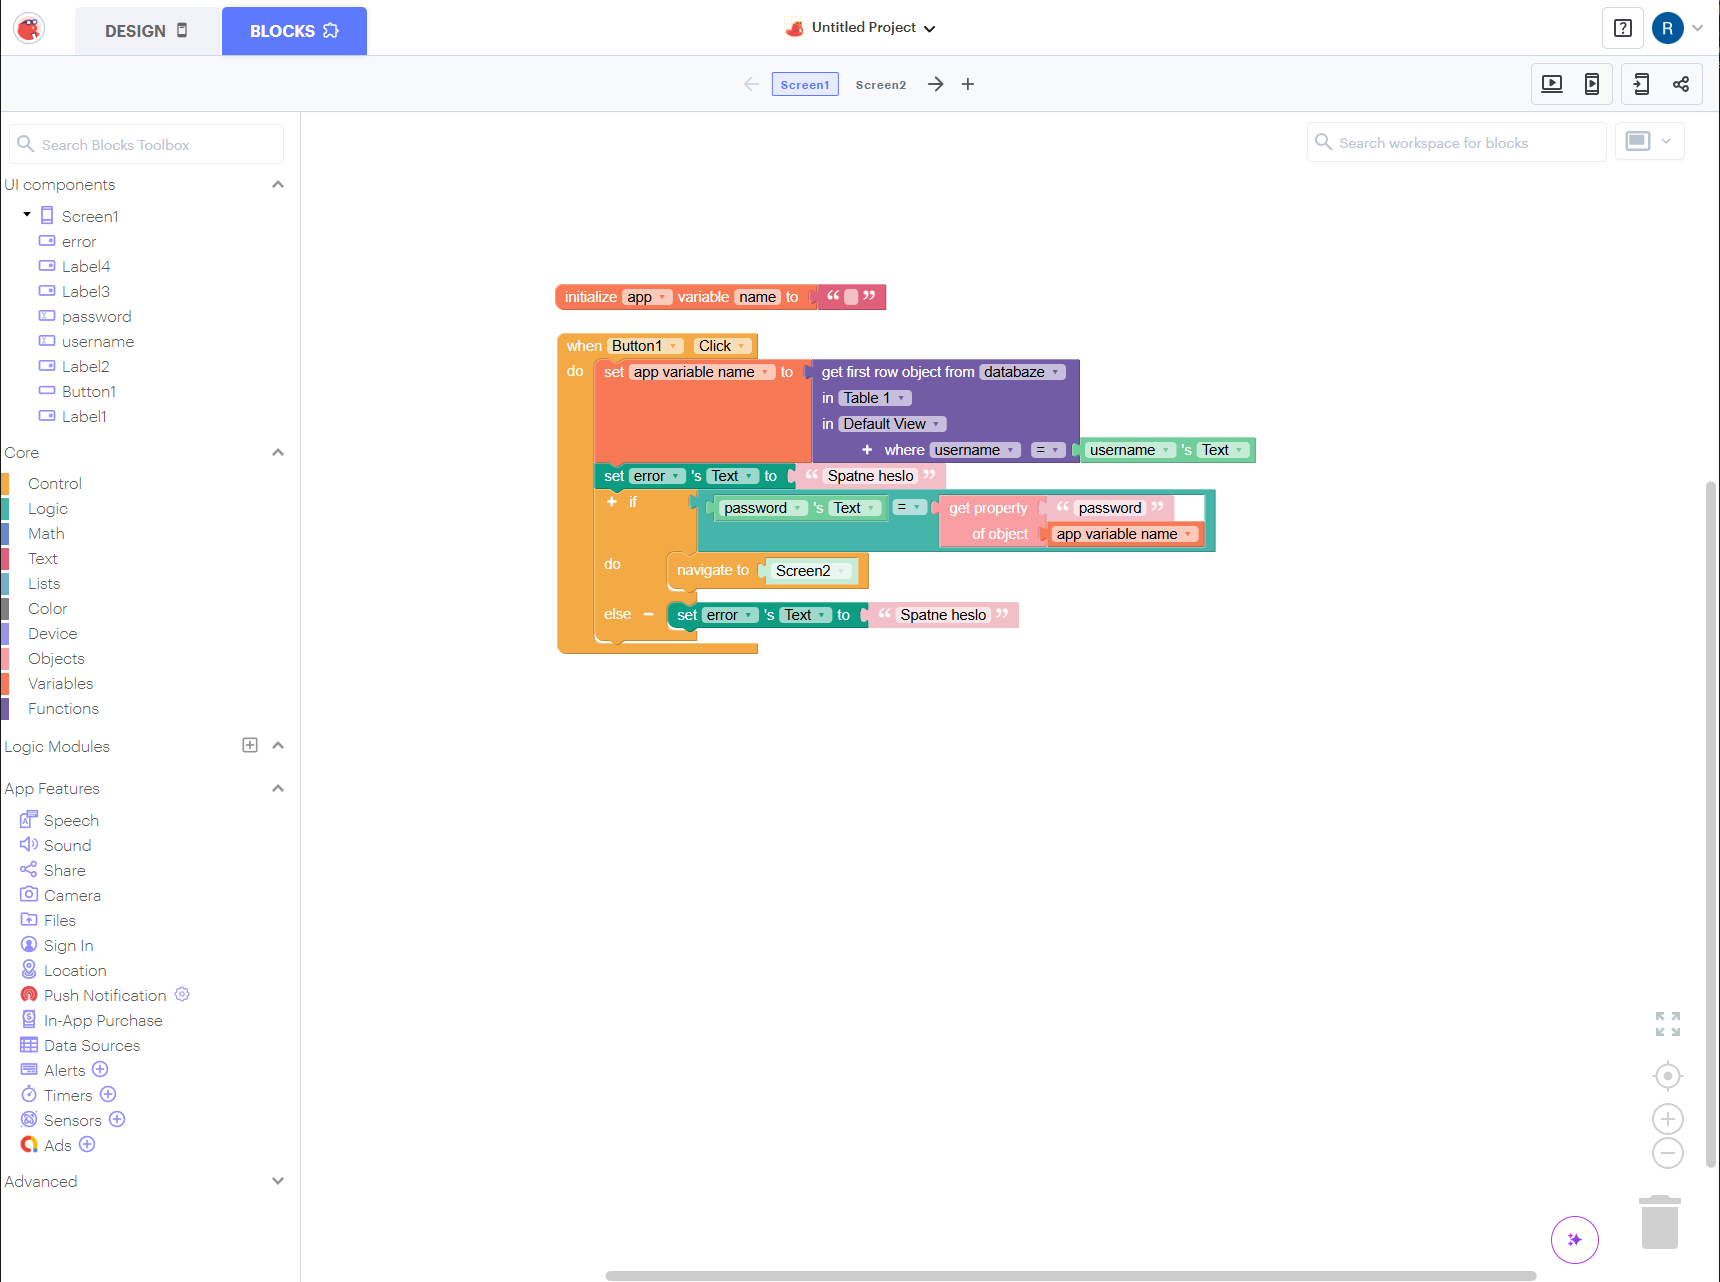 DESIGN
BLOCKS
Untitled Project
?
R
Screen1
Screen2
Search Blocks Toolbox
Search workspace for blocks
UI components
Screen1
error
Label4
Label3
password
username
Label2
Button1
Label1
Core
Control
Logic
Math
Text
Lists
Color
Device
Objects
Variables
Functions
Logic Modules
App Features
Speech
Sound
Share
Camera
Files
Sign In
Location
Push Notification
In-App Purchase
Data Sources
Alerts
Timers
Sensors
Ads
Advanced
initialize app variable name to “ ”
when Button1 Click
do set app variable name to get first row object from databaze
in Table 1
in Default View
+ where username = username 's Text
set error 's Text to “ Spatne heslo ”
+ if password 's Text = get property “ password ”
of object app variable name
do navigate to Screen2
else − set error 's Text to “ Spatne heslo ”